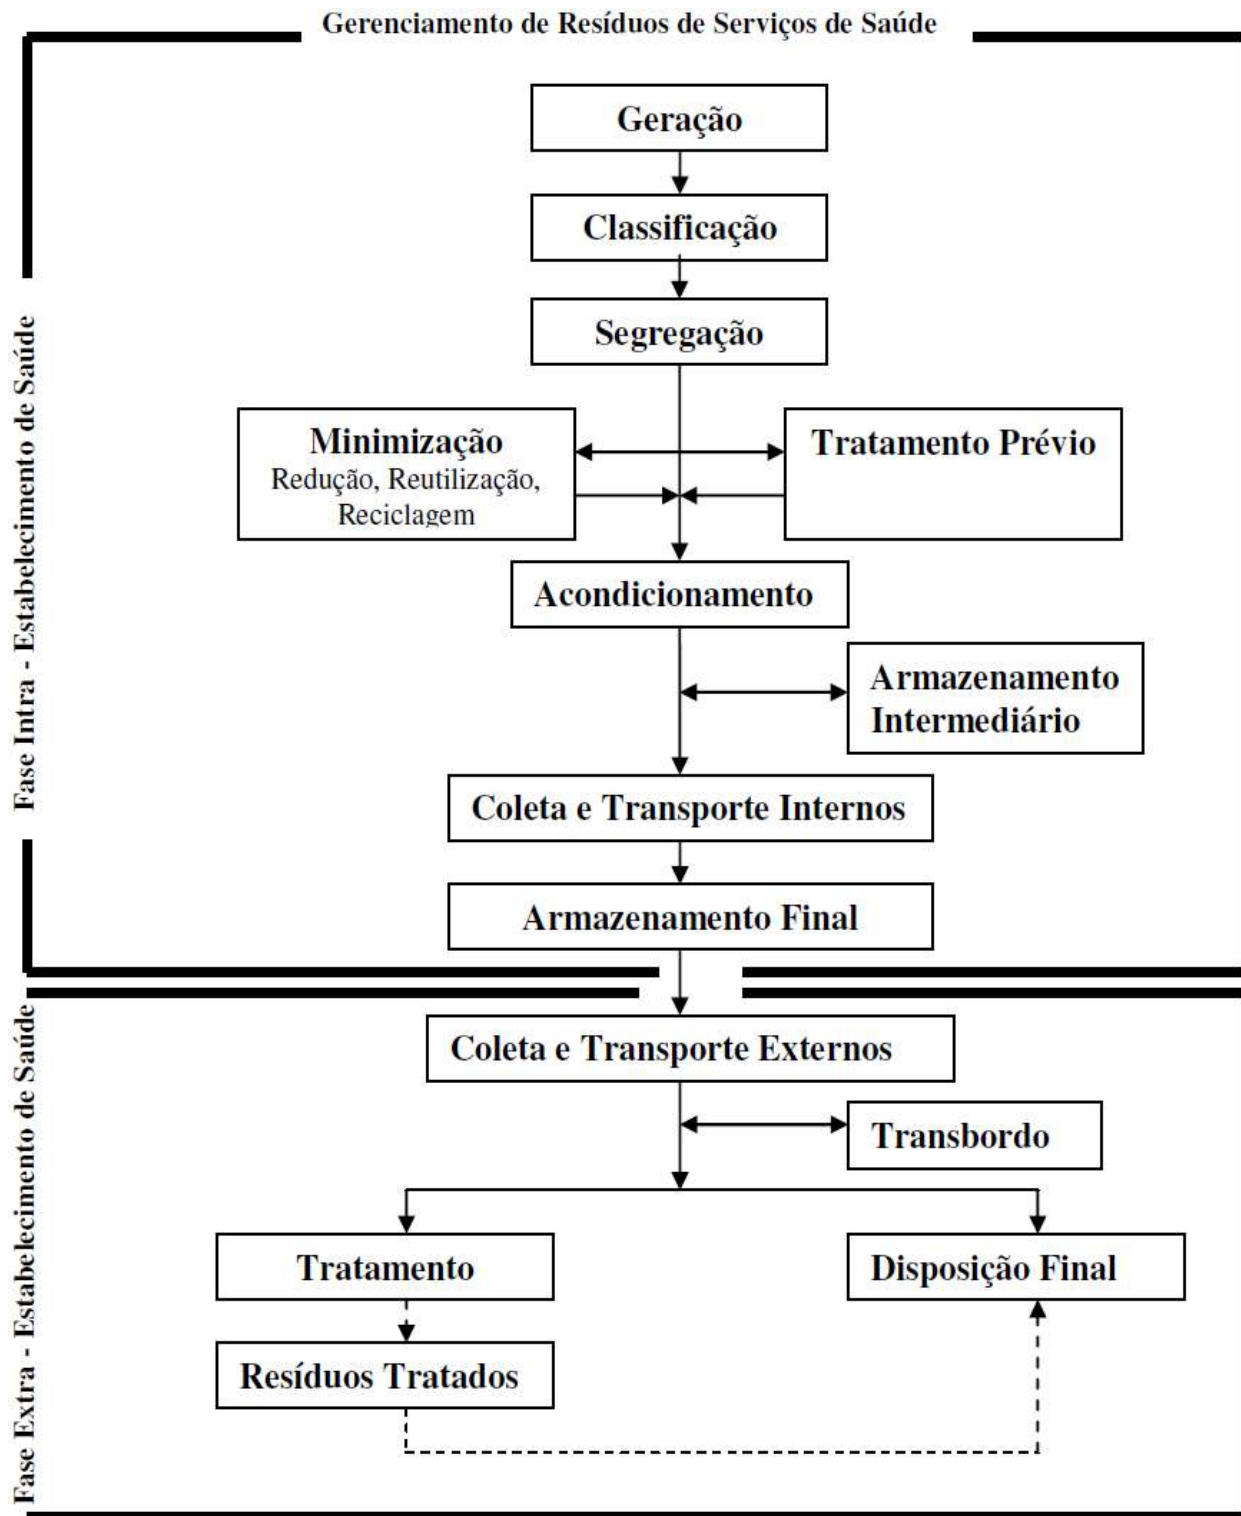 Gerenciamento de Resíduos de Serviços de Saúde
Fase Intra - Estabelecimento de Saúde
Geração
Classificação
Segregação
Minimização
Redução, Reutilização,
Reciclagem
Tratamento Prévio
Acondicionamento
Armazenamento
Intermediário
Coleta e Transporte Internos
Armazenamento Final
Fase Extra - Estabelecimento de Saúde
Coleta e Transporte Externos
Transbordo
Tratamento
Disposição Final
Resíduos Tratados